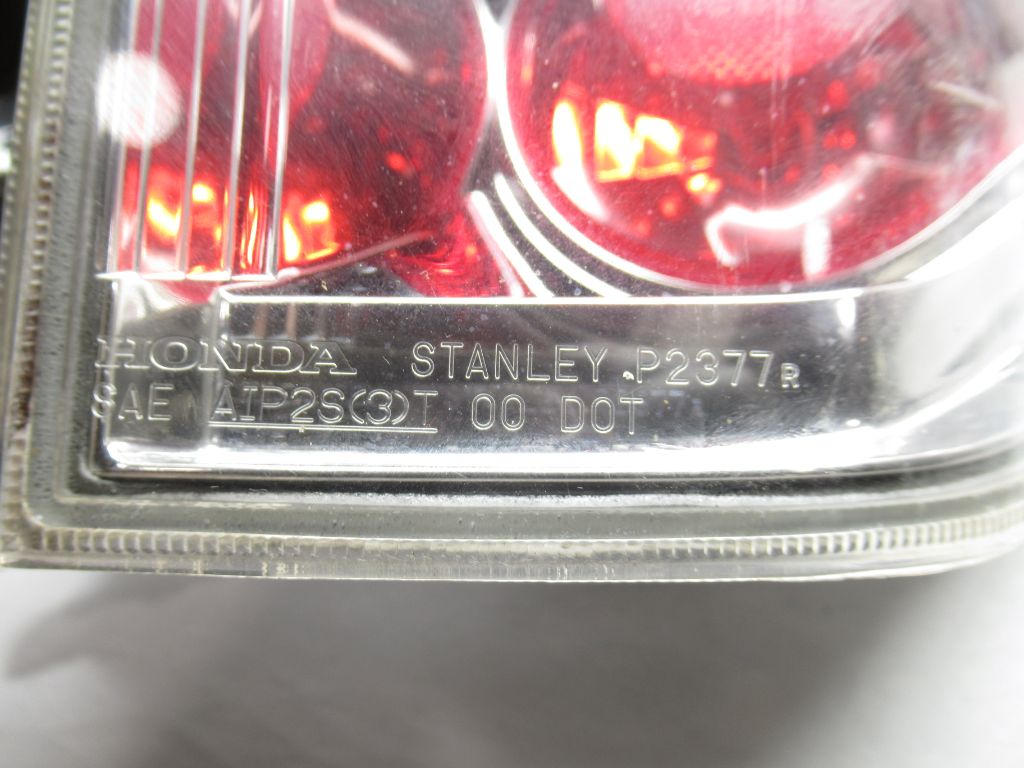 HONDA STANLEY P2377R
SAE AIP2S(3)T 00 DOT